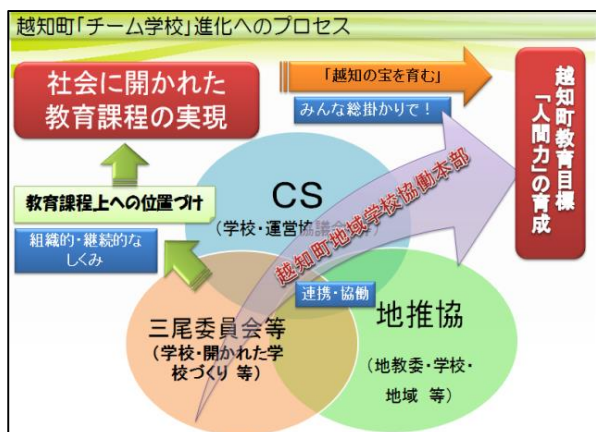 越知町「チーム学校」進化へのプロセス
社会に開かれた
教育課程の実現
「越知の宝を育む」
みんな総掛かりで！
越知町教育目標
「人間力」の育成
教育課程上への位置づけ
組織的・継続的な
しくみ
CS
(学校・運営協議会
越知町地域学校協働本部
連携・協働
三尾委員会等
(学校・開かれた学
校づくり 等)
地推協
(地教委・学校・
地域 等)